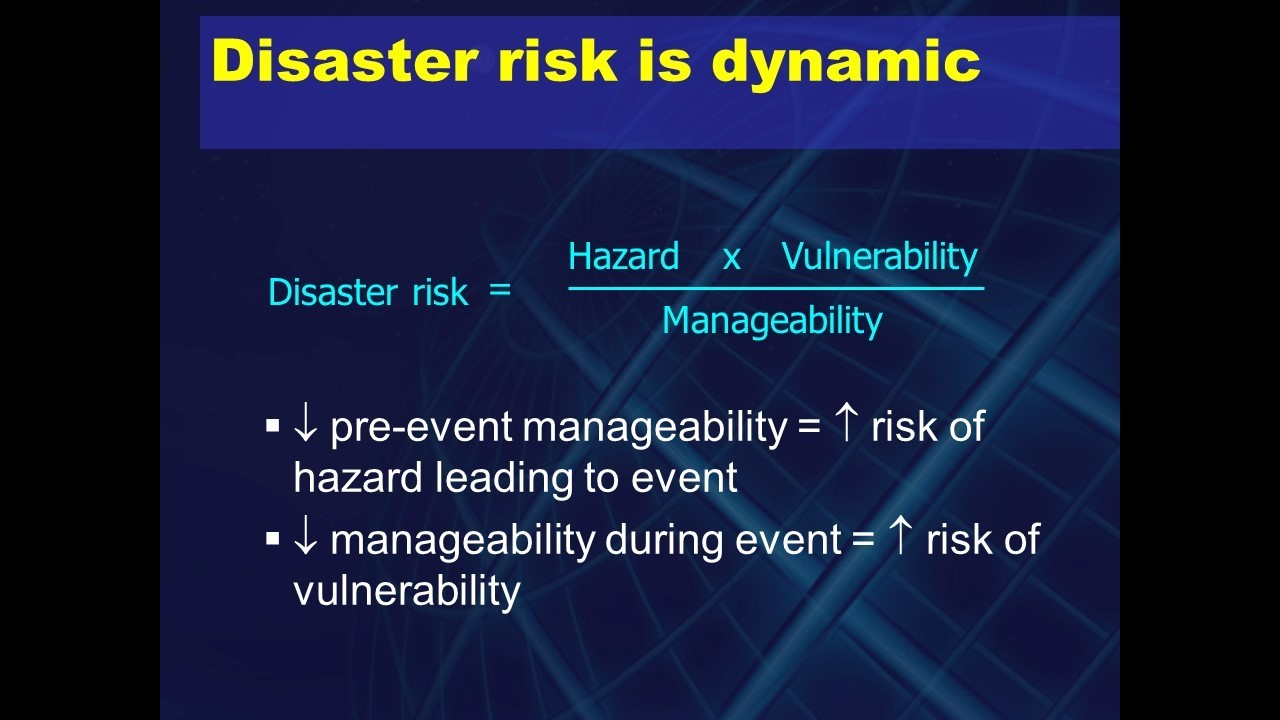 Disaster risk is dynamic
Hazard x Vulnerability
Disaster risk =
Manageability
▪ ↓ pre-event manageability = ↑ risk of
hazard leading to event
▪ ↓ manageability during event = ↑ risk of
vulnerability